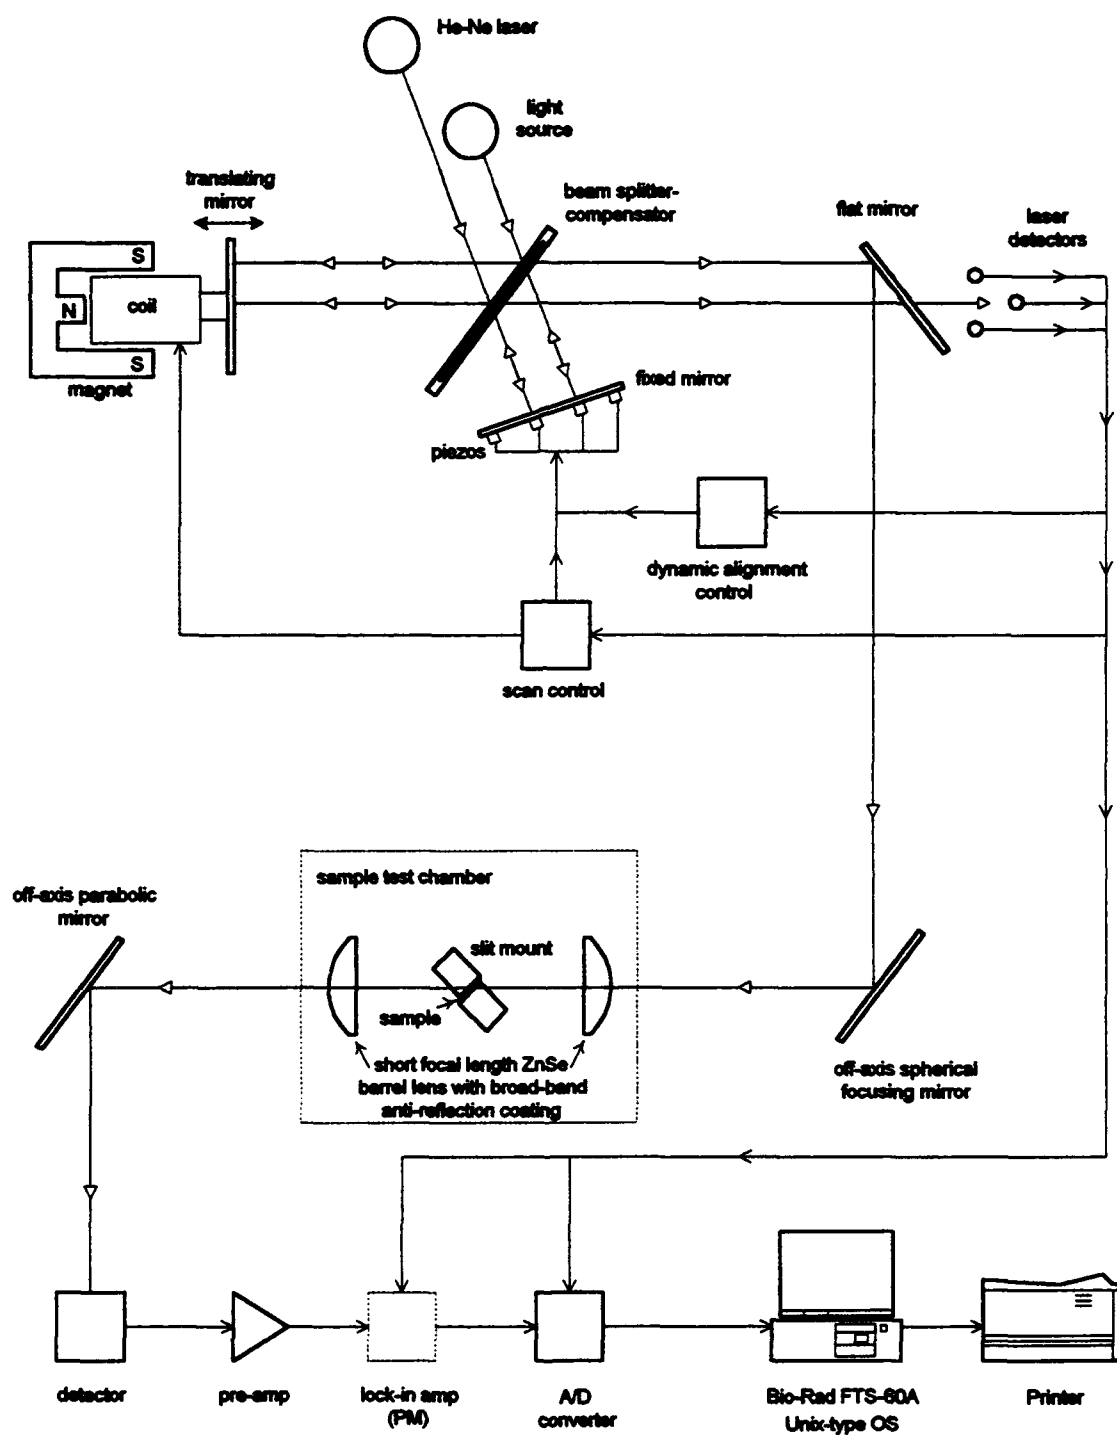 He-Ne laser
light
source
translating
mirror
beam splitter-
compensator
flat mirror
laser
detectors
S
coil
N
S
magnet
fixed mirror
piezos
dynamic alignment
control
scan control
sample test chamber
off-axis parabolic
mirror
slit mount
sample
short focal length ZnSe
barrel lens with broad-band
anti-reflection coating
off-axis spherical
focusing mirror
detector
pre-amp
lock-in amp
(PM)
A/D
converter
Bio-Rad FTS-60A
Unix-type OS
Printer